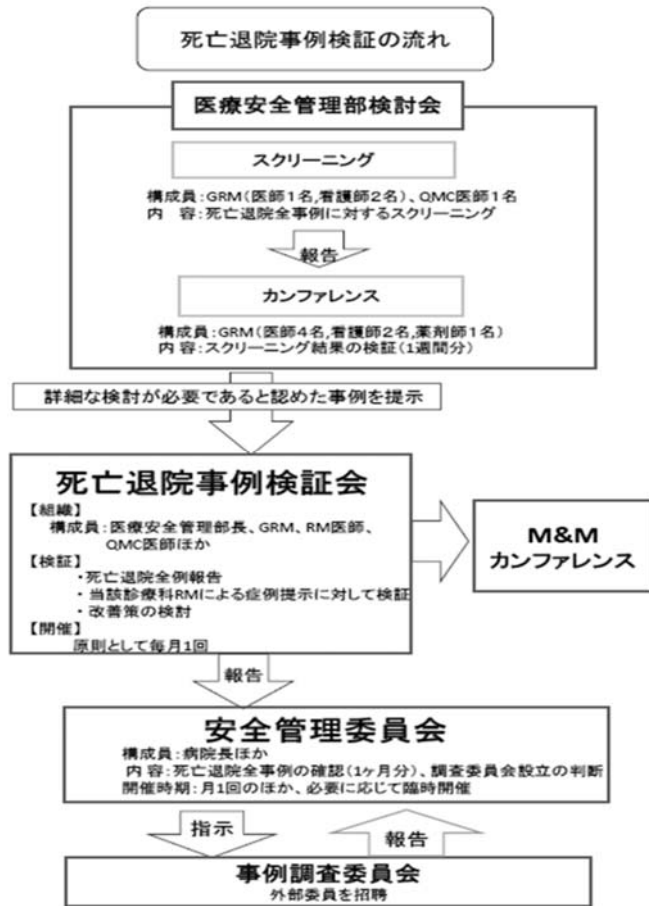 死亡退院事例検証の流れ
医療安全管理部検討会
スクリーニング
構成員:GRM(医師1名,看護師2名)、QMC医師1名
内 容:死亡退院全事例に対するスクリーニング
報告
カンファレンス
構成員:GRM(医師4名,看護師2名,薬剤師1名)
内容:スクリーニング結果の検証(1週間分)
詳細な検討が必要であると認めた事例を提示
死亡退院事例検証会
【組織】
構成員:医療安全管理部長、GRM、RM医師、
QMC医師ほか
【検証】
・死亡退院全例報告
・当該診療科RMによる症例提示に対して検証
・改善策の検討
【開催】
原則として毎月1回
M&M
カンファレンス
報告
安全管理委員会
構成員:病院長ほか
内容:死亡退院全事例の確認(1ヶ月分)、調査委員会設立の判断
開催時期:月1回のほか、必要に応じて臨時開催
指示
報告
事例調査委員会
外部委員を招聘